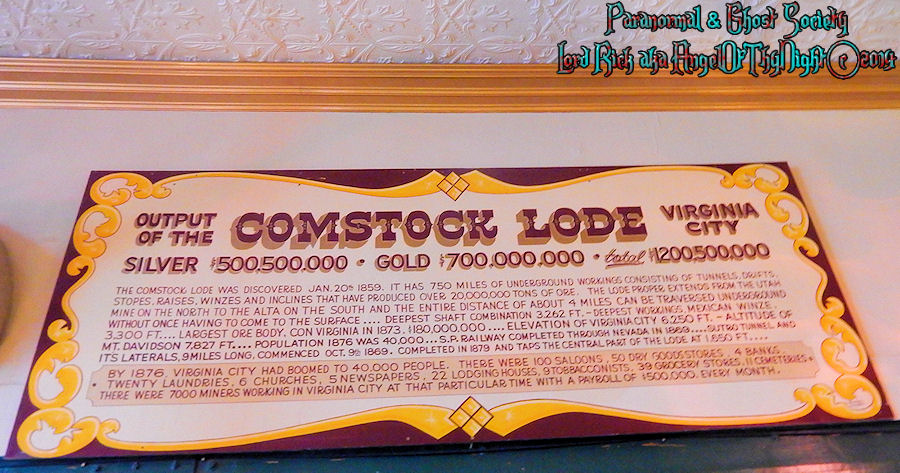 Paranormal & Ghost Society
Lord Rick aka AngelOfThyNight©2014
OUTPUT OF THE COMSTOCK LODE VIRGINIA CITY
SILVER $500,500,000 • GOLD $700,000,000 • Total $1200,500,000
THE COMSTOCK LODE WAS DISCOVERED JAN. 20th 1859. IT HAS 750 MILES OF UNDERGROUND WORKINGS CONSISTING OF TUNNELS, DRIFTS,
STOPES, RAISES, WINZES AND INCLINES THAT HAVE PRODUCED OVER 20,000,000 TONS OF ORE. THE LODE PROPER EXTENDS FROM THE UTAH
MINE ON THE NORTH TO THE ALTA ON THE SOUTH AND THE ENTIRE DISTANCE OF ABOUT 4 MILES CAN BE TRAVERSED UNDERGROUND
WITHOUT ONCE HAVING TO COME TO THE SURFACE .... DEEPEST SHAFT COMBINATION 3,262 FT. – DEEPEST WORKINGS, MEXICAN WINZE,
3,300 FT.... LARGEST ORE BODY, CON VIRGINIA IN 1873. $180,000,000 .... ELEVATION OF VIRGINIA CITY 6,250 FT. – ALTITUDE OF
MT. DAVIDSON 7,827 FT.... POPULATION 1876 WAS 40,000...S.P. RAILWAY COMPLETED THROUGH NEVADA IN 1869....SUTRO TUNNEL AND
ITS LATERALS, 9 MILES LONG, COMMENCED OCT. 9th 1869. COMPLETED IN 1879 AND TAPS THE CENTRAL PART OF THE LODE AT 1,650 FT....
BY 1876, VIRGINIA CITY HAD BOOMED TO 40,000 PEOPLE. THERE WERE 100 SALOONS, 50 DRY GOODS STORES, 4 BANKS,
TWENTY LAUNDRIES, 6 CHURCHES, 5 NEWSPAPERS, 22 LODGING HOUSES, 9 TOBACCONISTS, 39 GROCERY STORES, 11 CEMETERIES
THERE WERE 7000 MINERS WORKING IN VIRGINIA CITY AT THAT PARTICULAR TIME WITH A PAYROLL OF $500,000. EVERY MONTH.